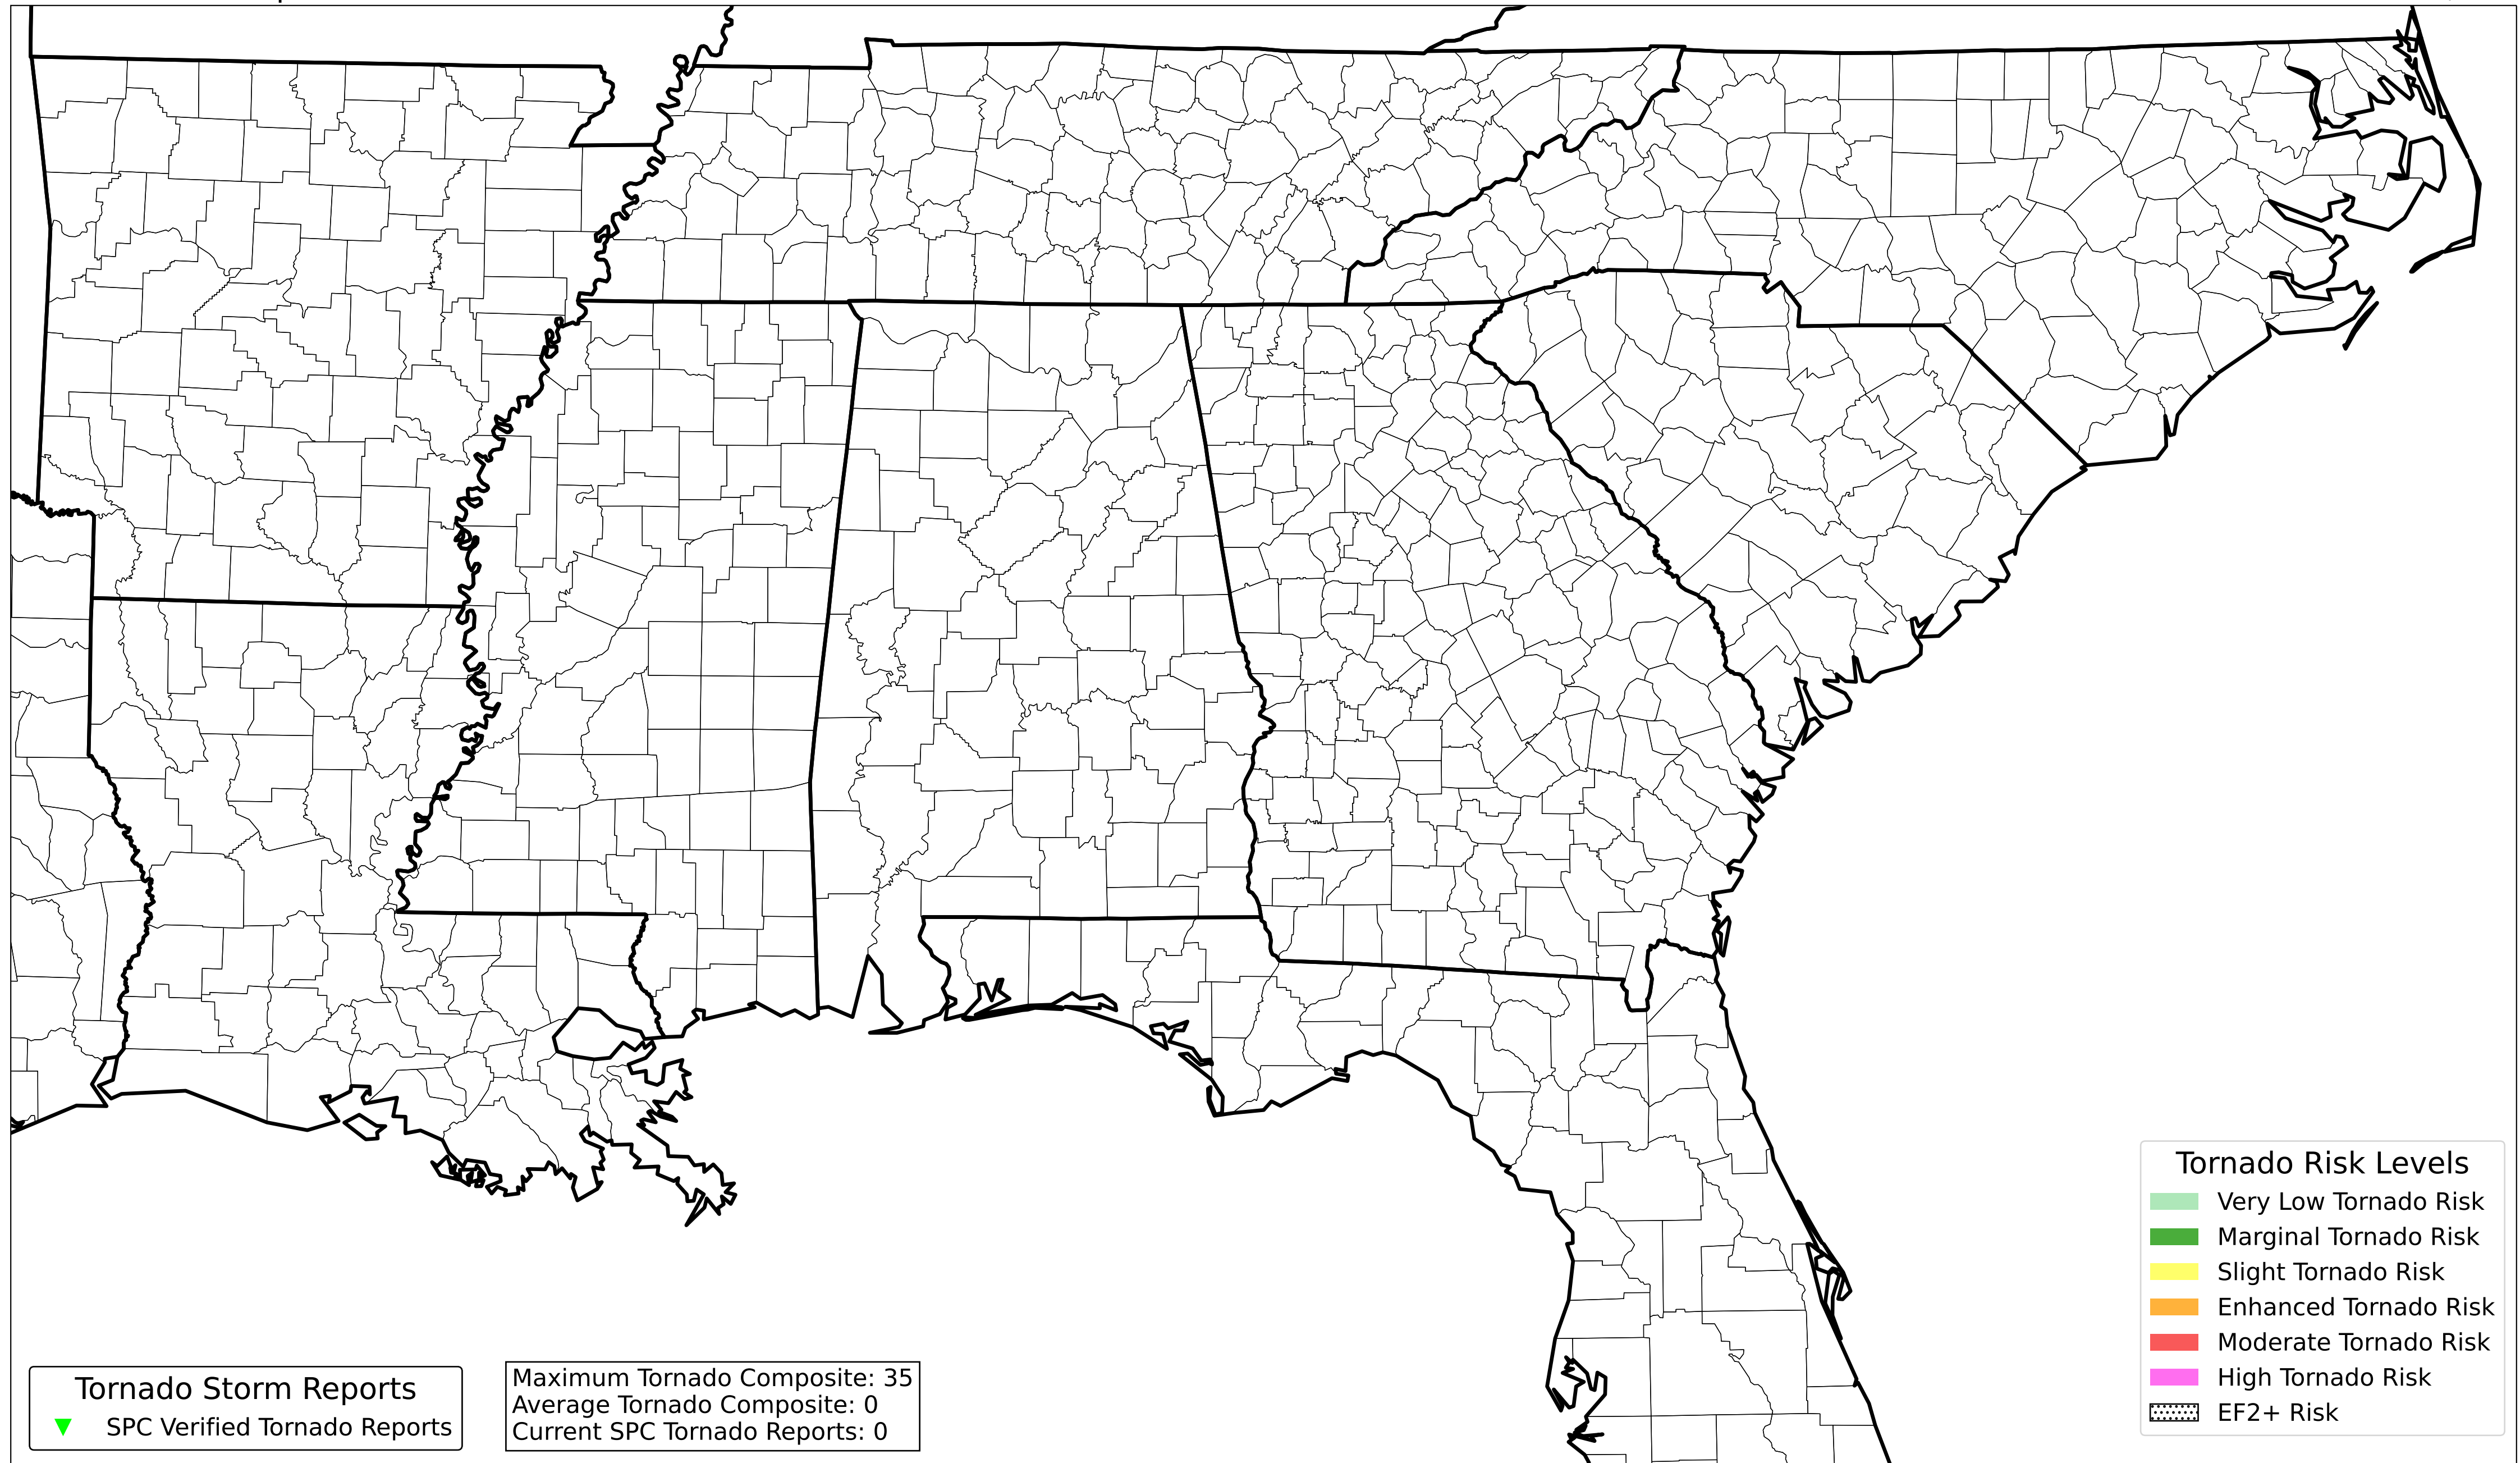 Tornado Risk Levels
Very Low Tornado Risk
Marginal Tornado Risk
Slight Tornado Risk
Enhanced Tornado Risk
Moderate Tornado Risk
High Tornado Risk
EF2+ Risk
Tornado Storm Reports
SPC Verified Tornado Reports
Maximum Tornado Composite: 35
Average Tornado Composite: 0
Current SPC Tornado Reports: 0